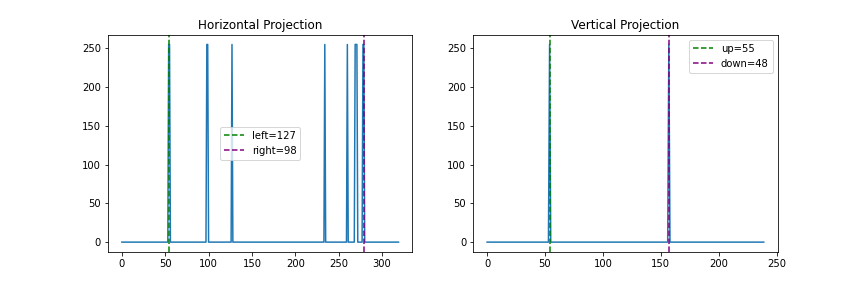 Horizontal Projection
250
200
150
100
50
0
left=127
right=98
0 50 100 150 200 250 300
Vertical Projection
250
200
150
100
50
0
up=55
down=48
0 50 100 150 200 250